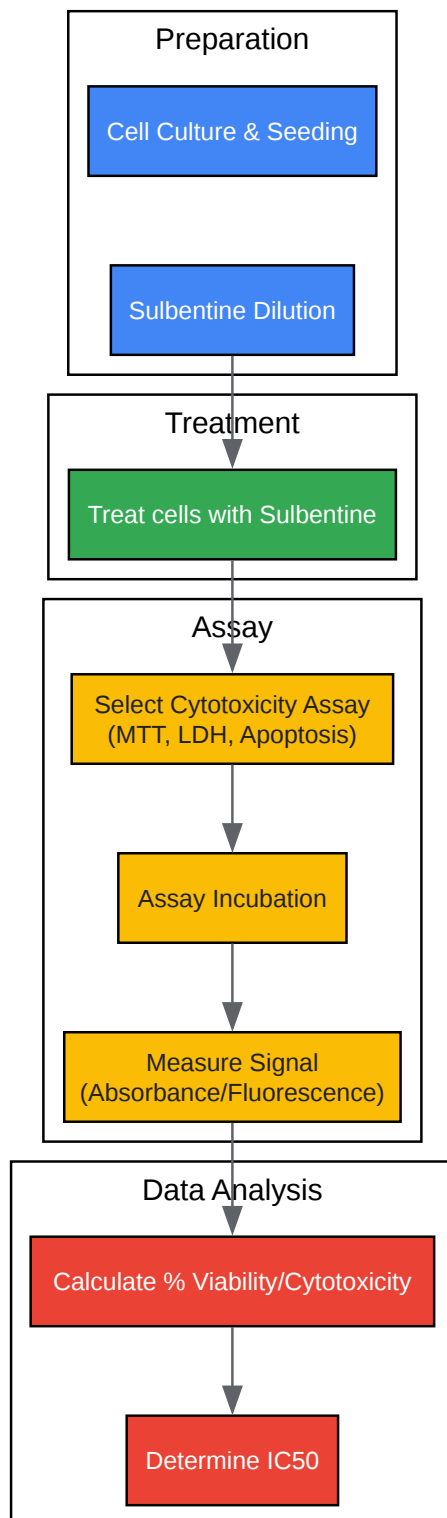 Preparation
Cell Culture & Seeding
Sulbentine Dilution
Treatment
Treat cells with Sulbentine
Assay
Select Cytotoxicity Assay
(MTT, LDH, Apoptosis)
Assay Incubation
Measure Signal
(Absorbance/Fluorescence)
Data Analysis
Calculate % Viability/Cytotoxicity
Determine IC50